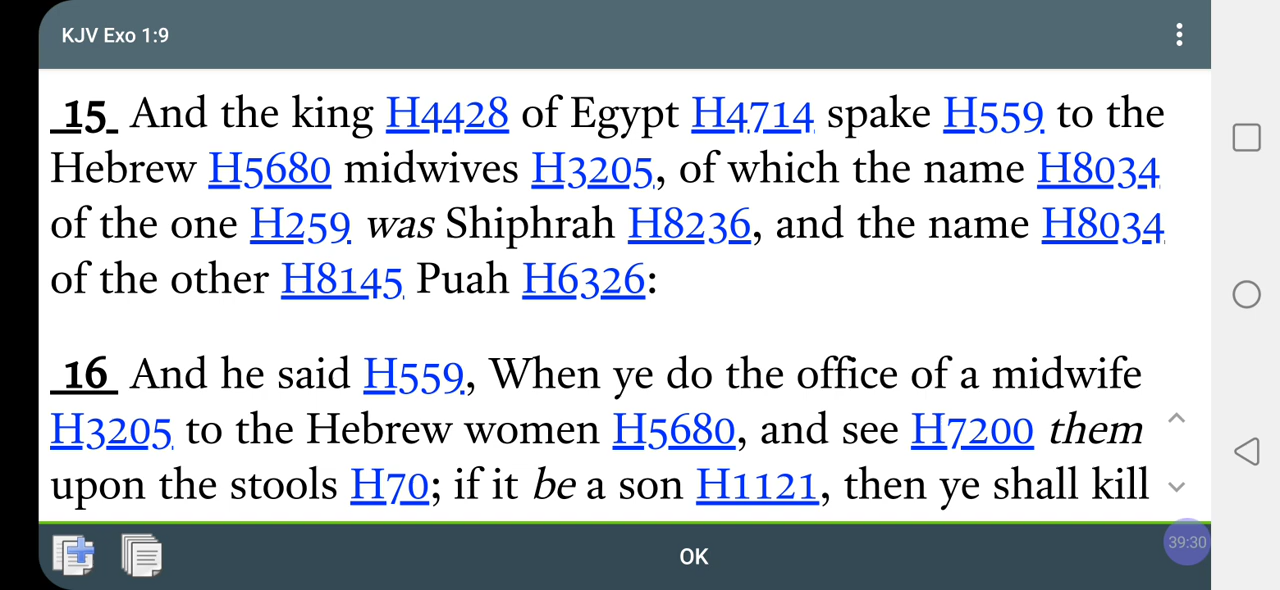 KJV Exo 1:9
15 And the king H4428 of Egypt H4714 spake H559 to the
Hebrew H5680 midwives H3205, of which the name H8034
of the one H259 was Shiphrah H8236, and the name H8034
of the other H8145 Puah H6326:
16 And he said H559, When ye do the office of a midwife
H3205 to the Hebrew women H5680, and see H7200 them
upon the stools H70; if it be a son H1121, then ye shall kill
OK
39:30